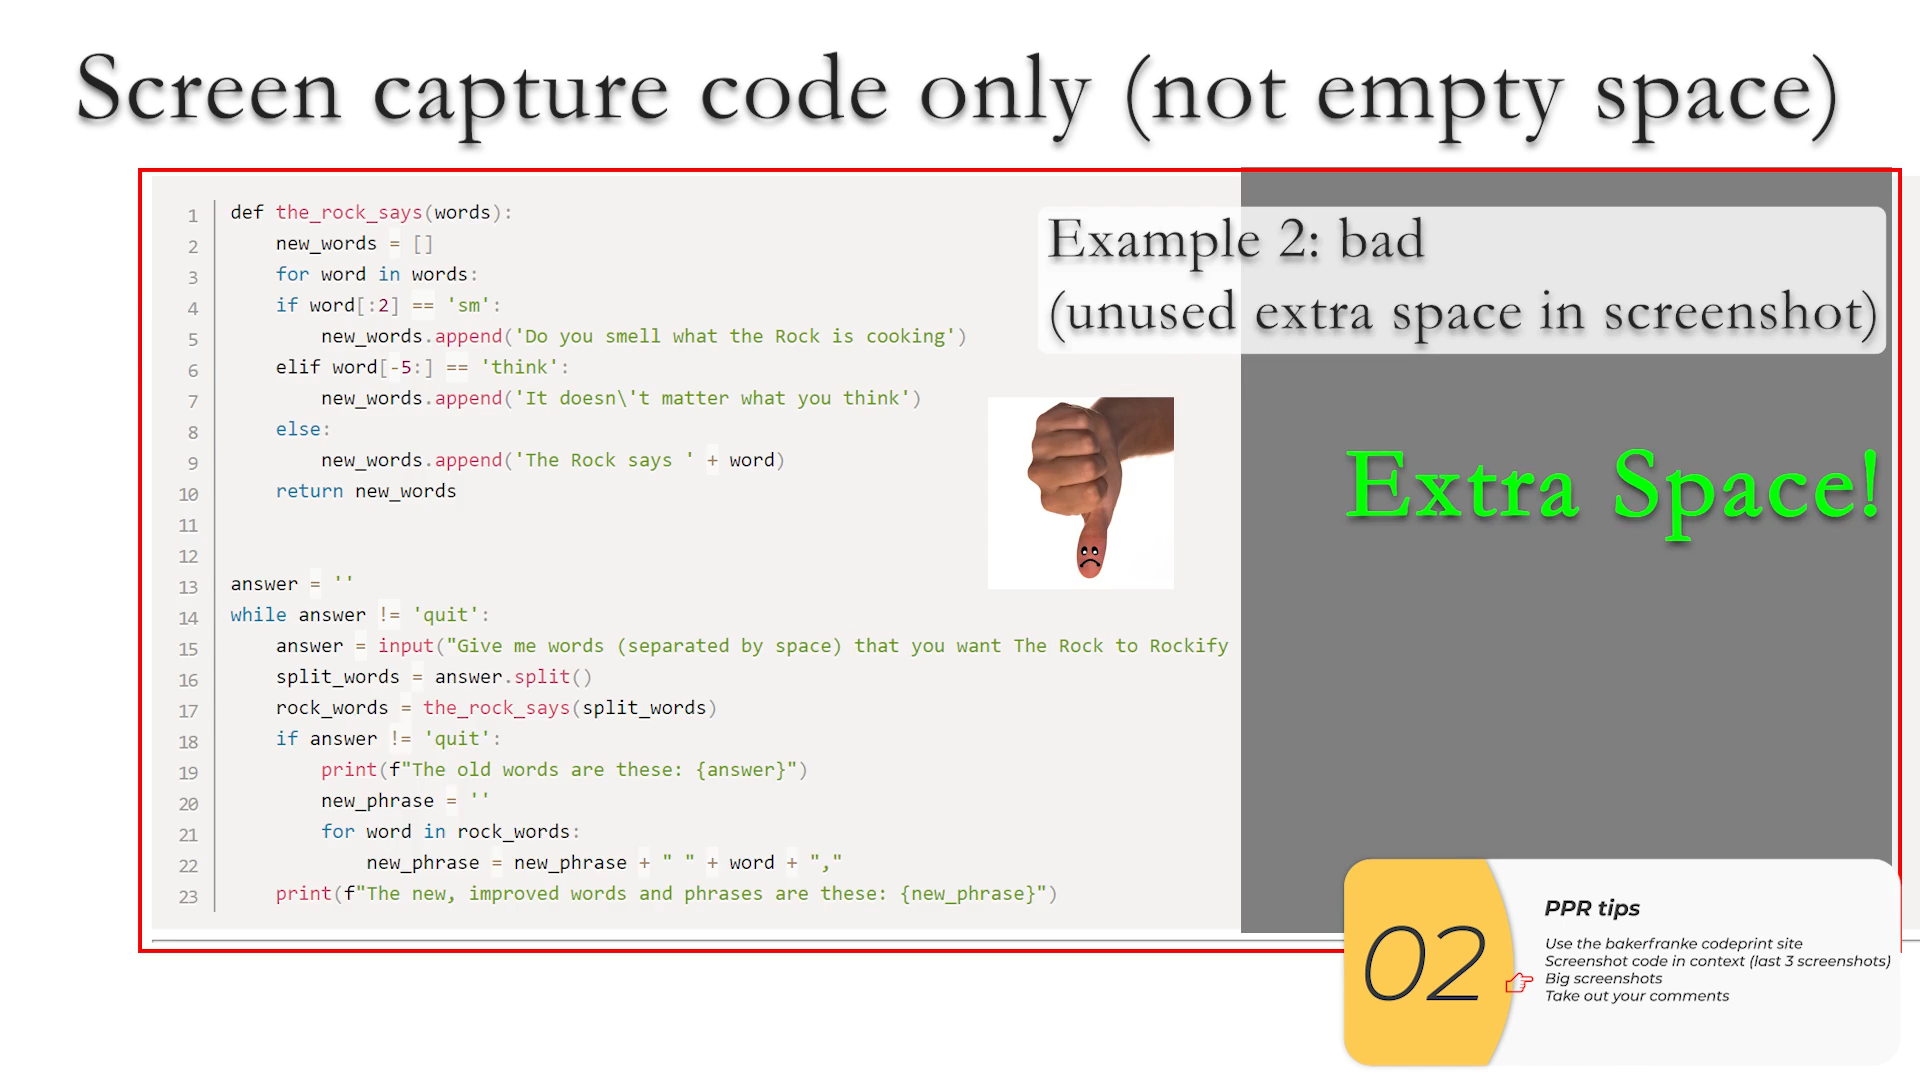 Screen capture code only (not empty space)
Example 2: bad
(unused extra space in screenshot)
Extra Space!
1 def the_rock_says(words):
2     new_words = []
3     for word in words:
4     if word[:2] == 'sm':
5         new_words.append('Do you smell what the Rock is cooking')
6     elif word[-5:] == 'think':
7         new_words.append('It doesn\'t matter what you think')
8     else:
9         new_words.append('The Rock says ' + word)
10     return new_words
11
12
13 answer = ''
14 while answer != 'quit':
15     answer = input("Give me words (separated by space) that you want The Rock to Rockify
16     split_words = answer.split()
17     rock_words = the_rock_says(split_words)
18     if answer != 'quit':
19         print(f"The old words are these: {answer}")
20         new_phrase = ''
21         for word in rock_words:
22             new_phrase = new_phrase + " " + word + ","
23     print(f"The new, improved words and phrases are these: {new_phrase}")
02
PPR tips
Use the bakerfranke codeprint site
Screenshot code in context (last 3 screenshots)
Big screenshots
Take out your comments